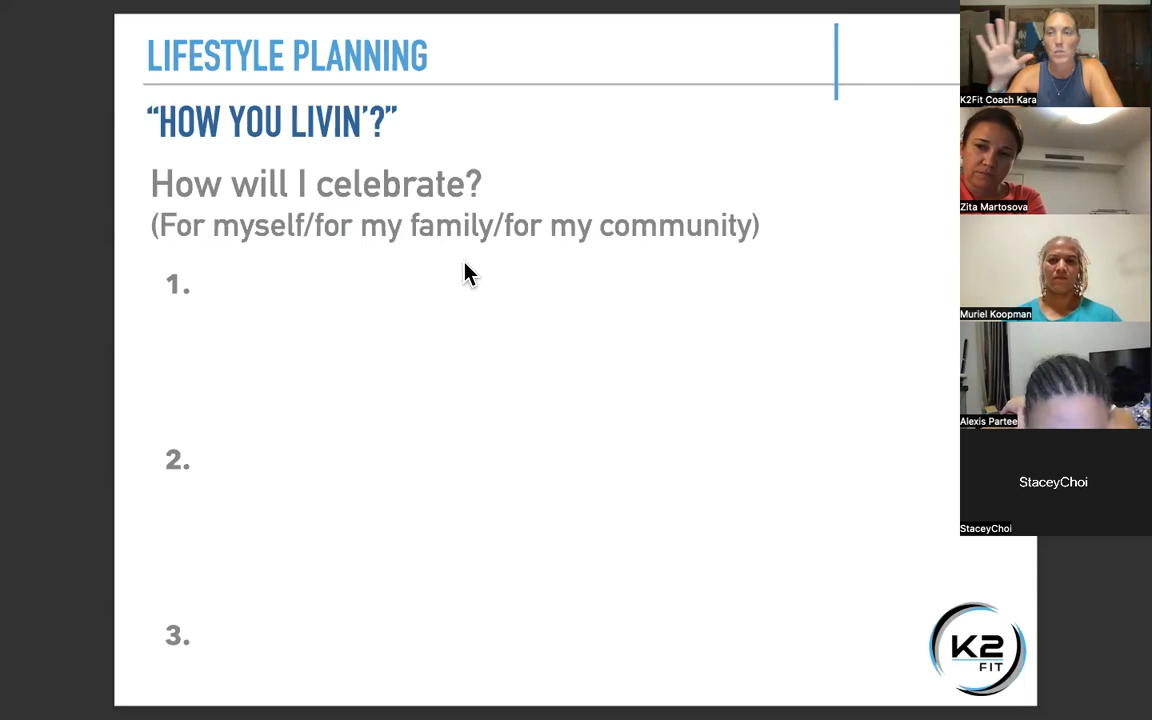 LIFESTYLE PLANNING
“HOW YOU LIVIN’?”
How will I celebrate?
(For myself/for my family/for my community)
1.
2.
3.
K2
FIT
K2Fit Coach Kara
Zita Martosova
Muriel Koopman
Alexis Partee
StaceyChoi
StaceyChoi